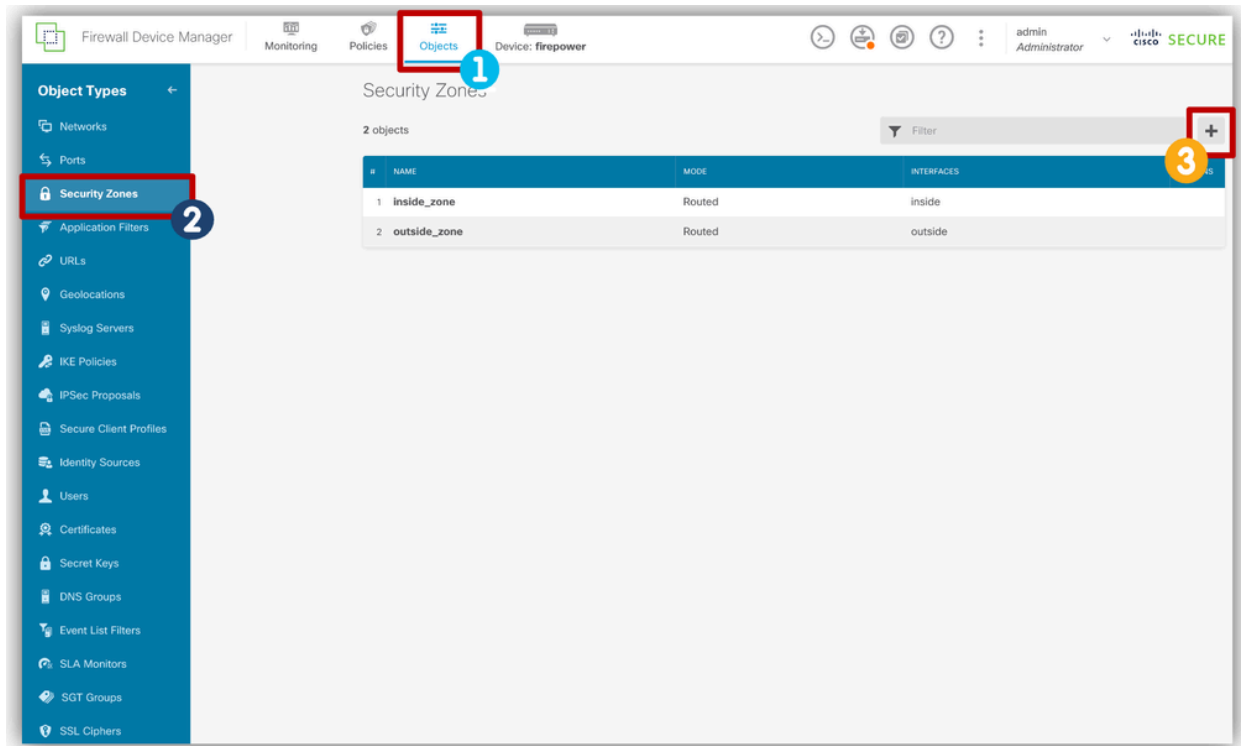 Firewall Device Manager
Monitoring
Policies
Objects
Device: firepower
admin
Administrator
cisco SECURE
1
Object Types
Networks
Ports
Security Zones
2
Application Filters
URLs
Geolocations
Syslog Servers
IKE Policies
IPSec Proposals
Secure Client Profiles
Identity Sources
Users
Certificates
Secret Keys
DNS Groups
Event List Filters
SLA Monitors
SGT Groups
SSL Ciphers
Security Zones
2 objects
Filter
+
3
# NAME MODE INTERFACES
1 inside_zone Routed inside
2 outside_zone Routed outside